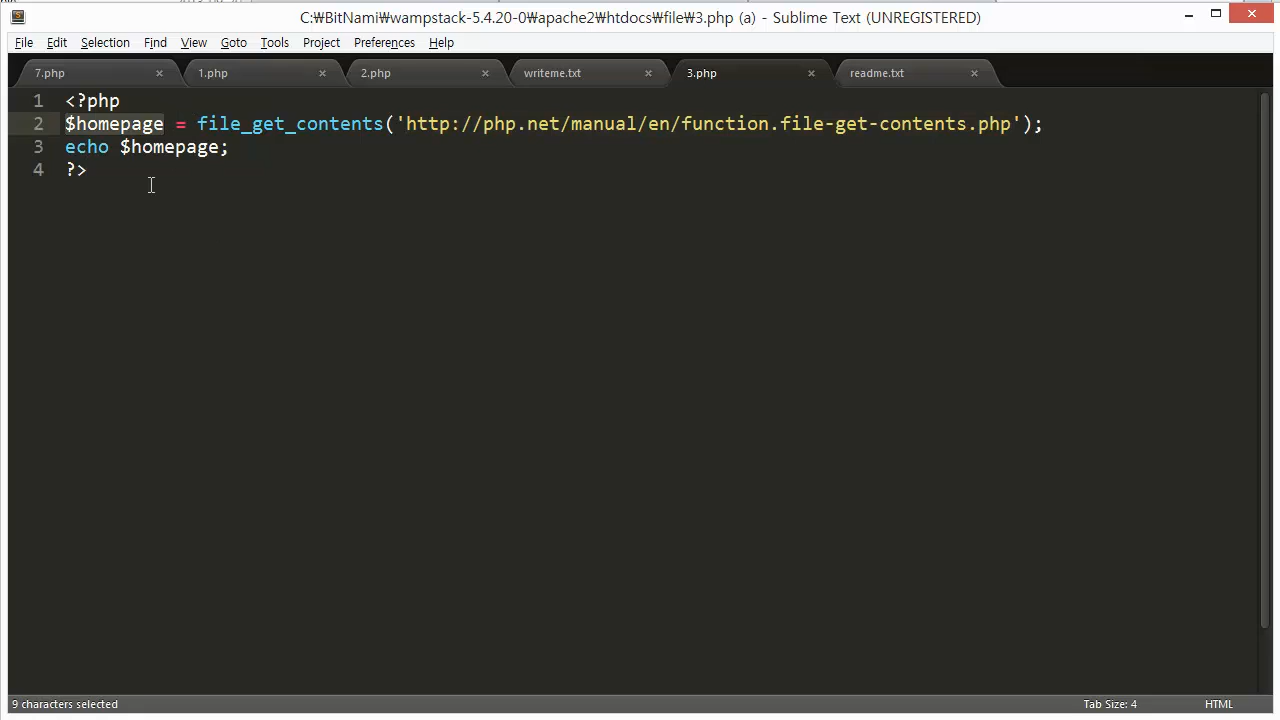 C:₩BitNami₩wampstack-5.4.20-0₩apache2₩htdocs₩file₩3.php (a) - Sublime Text (UNREGISTERED)
File Edit Selection Find View Goto Tools Project Preferences Help
7.php 1.php 2.php writeme.txt 3.php readme.txt
1 <?php
2 $homepage = file_get_contents('http://php.net/manual/en/function.file-get-contents.php');
3 echo $homepage;
4 ?>
9 characters selected Tab Size: 4 HTML